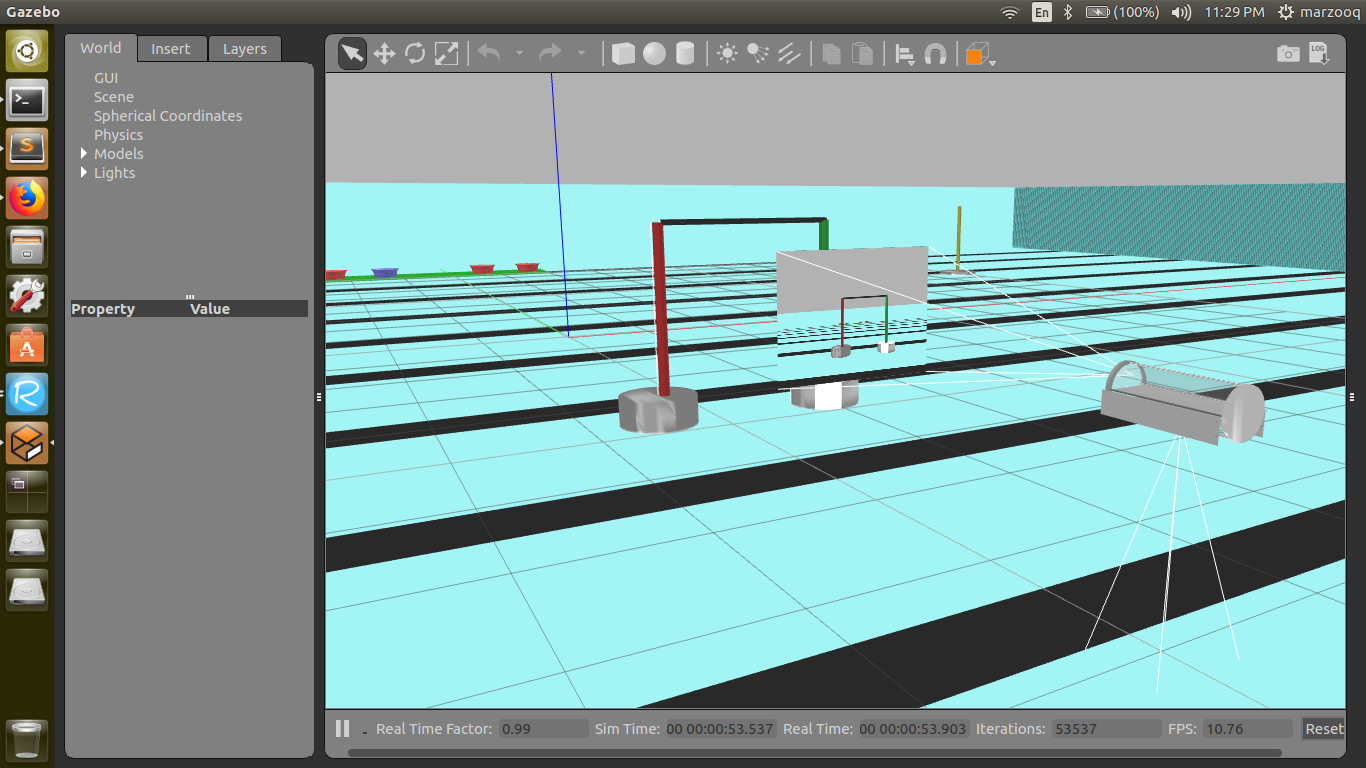 Gazebo En (100%) 11:29 PM marzooq
World Insert Layers
GUI
Scene
Spherical Coordinates
Physics
Models
Lights
Property Value
LOG
Real Time Factor: 0.99 Sim Time: 00 00:00:53.537 Real Time: 00 00:00:53.903 Iterations: 53537 FPS: 10.76 Reset